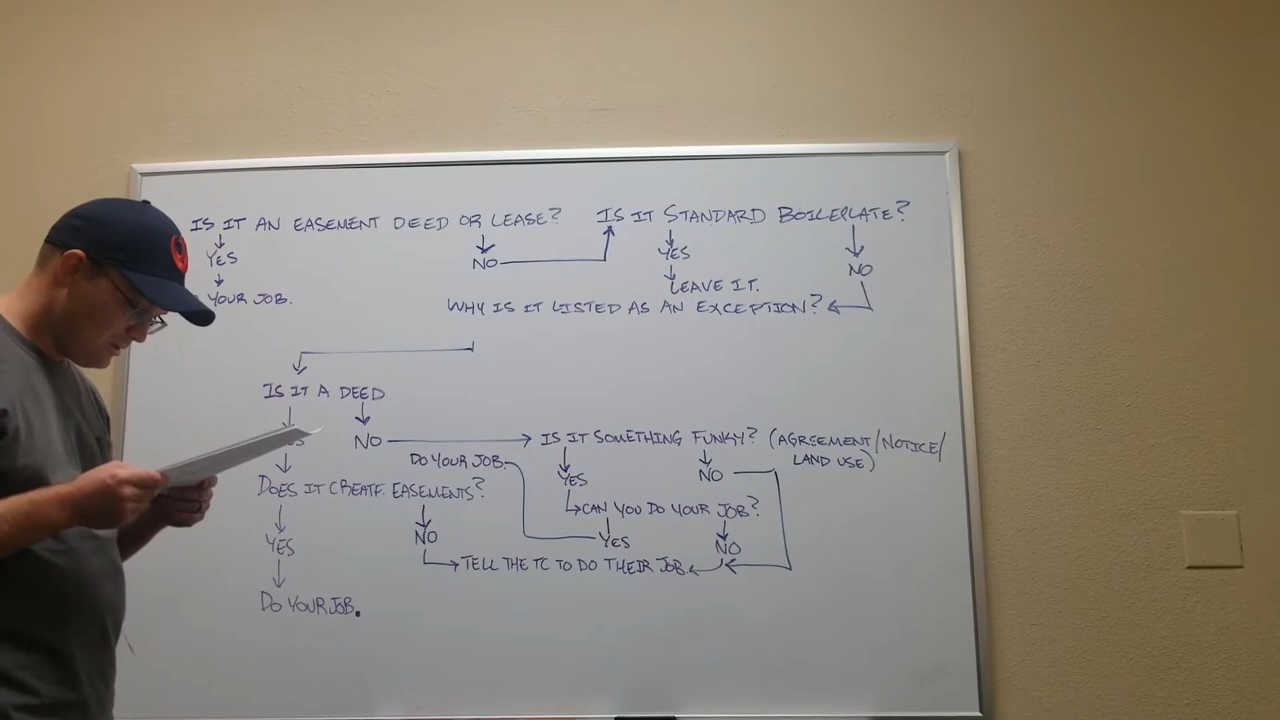 IS IT AN EASEMENT DEED OR LEASE?
IS IT STANDARD BOILERPLATE?
YES
NO
YES
NO
YOUR JOB.
LEAVE IT.
WHY IS IT LISTED AS AN EXCEPTION?
IS IT A DEED
NO
IS IT SOMETHING FUNKY? (AGREEMENT/NOTICE/
LAND USE)
DO YOUR JOB.
YES
NO
DOES IT CREATE EASEMENTS?
CAN YOU DO YOUR JOB?
YES
NO
YES
NO
TELL THE TC TO DO THEIR JOB.
DO YOUR JOB.